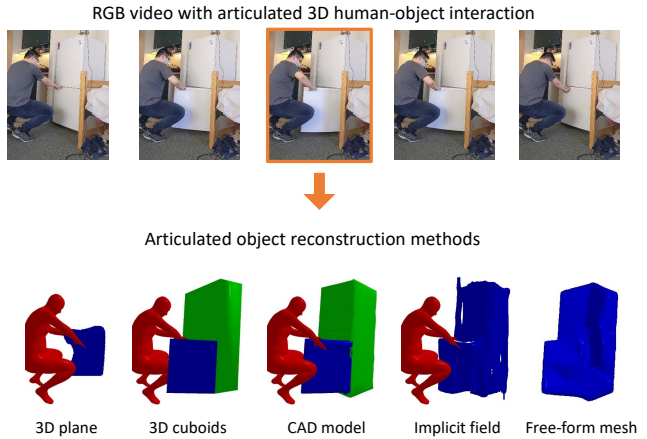 RGB video with articulated 3D human-object interaction
Articulated object reconstruction methods
3D plane
3D cuboids
CAD model
Implicit field
Free-form mesh